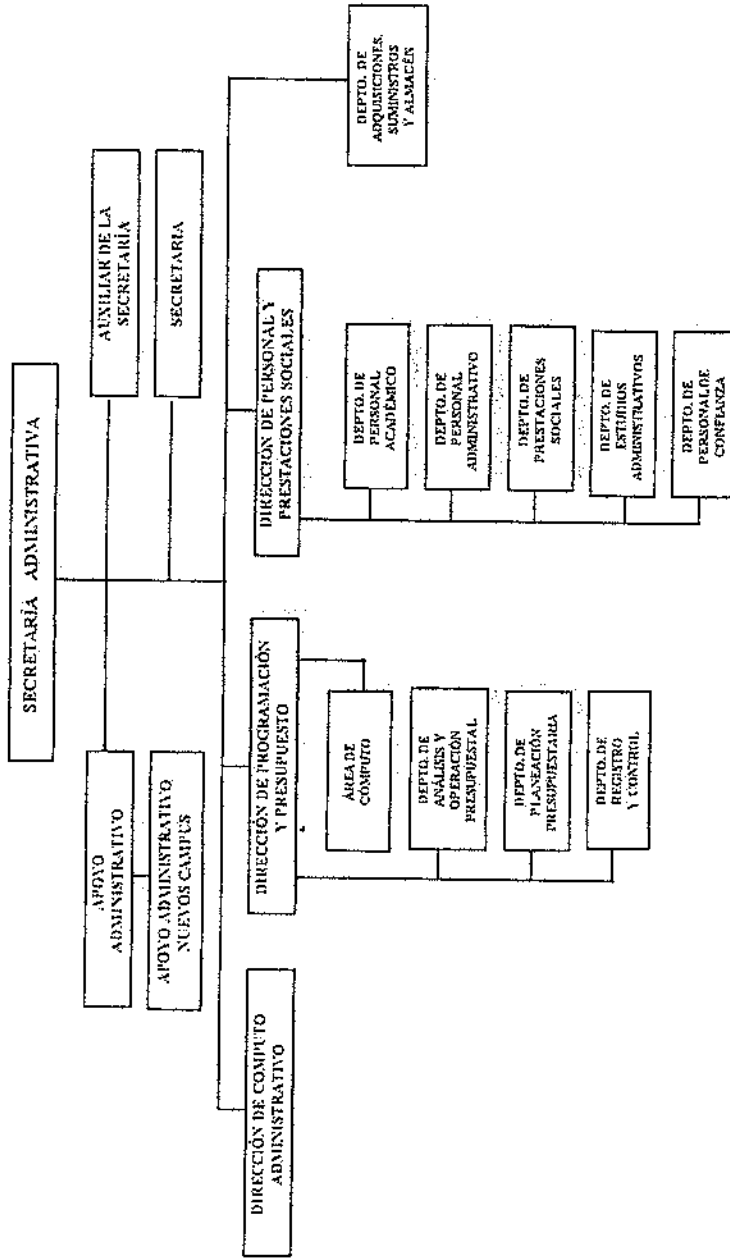 SECRETARÍA ADMINISTRATIVA
APOYO
ADMINISTRATIVO
AUXILIAR DE LA
SECRETARÍA
APOYO ADMINISTRATIVO
NUEVOS CAMPUS
SECRETARIA
DIRECCIÓN DE COMPUTO
ADMINISTRATIVO
DIRECCIÓN DE PROGRAMACIÓN
Y PRESUPUESTO
DIRECCIÓN DE PERSONAL Y
PRESTACIONES SOCIALES
DEPTO. DE
ADQUISICIONES,
SUMINISTROS
Y ALMACÉN
ÁREA DE
CÓMPUTO
DEPTO. DE
ANÁLISIS Y
OPERACIÓN
PRESUPUESTAL
DEPTO. DE
PLANEACIÓN
PRESUPUESTARIA
DEPTO. DE
REGISTRO
Y CONTROL
DEPTO. DE
PERSONAL
ACADÉMICO
DEPTO. DE
PERSONAL
ADMINISTRATIVO
DEPTO. DE
PRESTACIONES
SOCIALES
DEPTO. DE
ESTUDIOS
ADMINISTRATIVOS
DEPTO. DE
PERSONAL DE
CONFIANZA